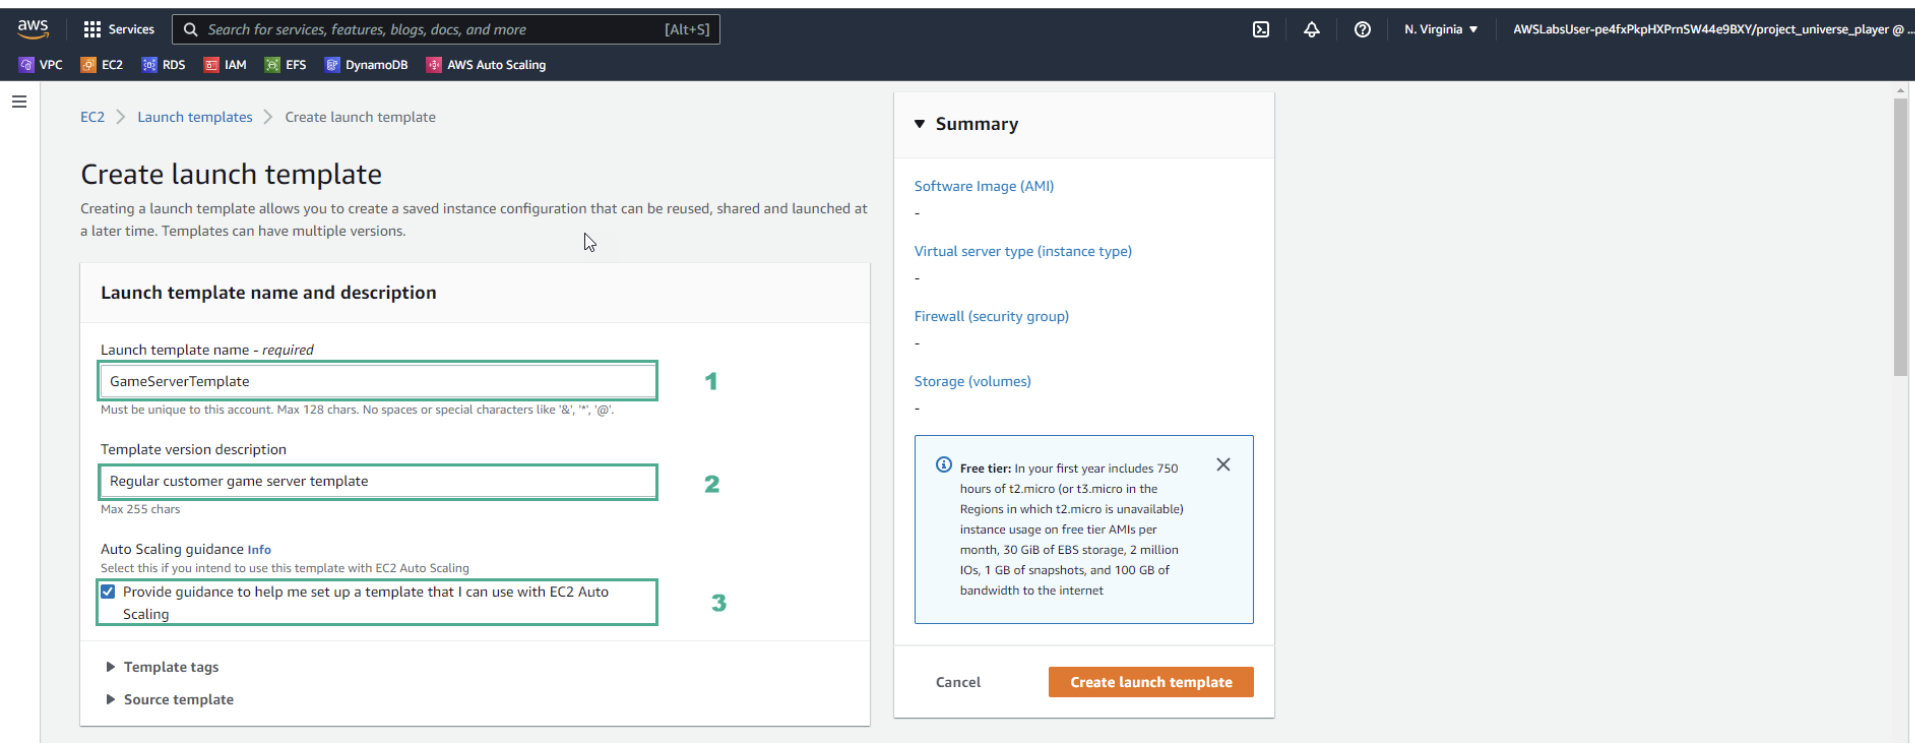 aws
Services
Search for services, features, blogs, docs, and more
[Alt+S]
N. Virginia ▼
AWSLabsUser-pe4fxPkpHXPrnSW44e9BXY/project_universe_player @ ...
VPC
EC2
RDS
IAM
EFS
DynamoDB
AWS Auto Scaling
EC2 > Launch templates > Create launch template
Create launch template
Creating a launch template allows you to create a saved instance configuration that can be reused, shared and launched at
a later time. Templates can have multiple versions.
Launch template name and description
Launch template name - required
GameServerTemplate
1
Must be unique to this account. Max 128 chars. No spaces or special characters like '&', '*', '@'.
Template version description
Regular customer game server template
2
Max 255 chars
Auto Scaling guidance Info
Select this if you intend to use this template with EC2 Auto Scaling
Provide guidance to help me set up a template that I can use with EC2 Auto
Scaling
3
Template tags
Source template
Summary
Software Image (AMI)
-
Virtual server type (instance type)
-
Firewall (security group)
-
Storage (volumes)
-
Free tier: In your first year includes 750
hours of t2.micro (or t3.micro in the
Regions in which t2.micro is unavailable)
instance usage on free tier AMIs per
month, 30 GiB of EBS storage, 2 million
IOs, 1 GB of snapshots, and 100 GB of
bandwidth to the internet
Cancel
Create launch template